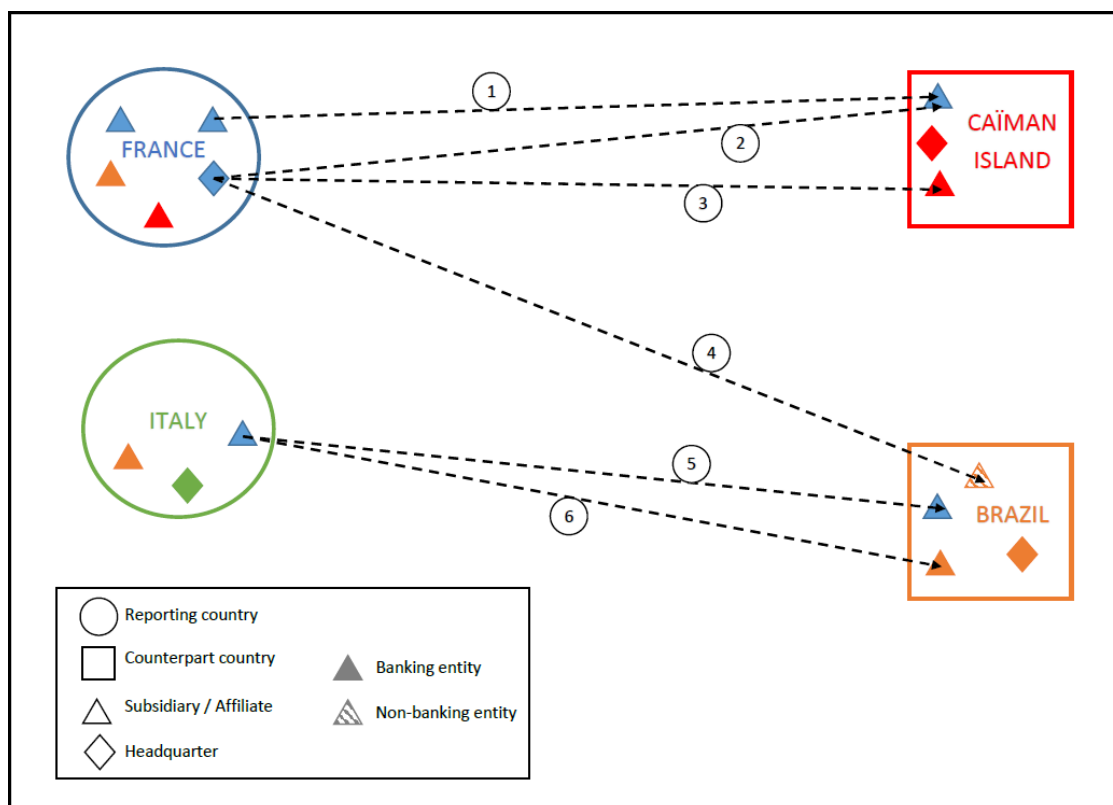 1
FRANCE
2
CAÏMAN
ISLAND
3
4
ITALY
5
6
BRAZIL
Reporting country
Counterpart country
Subsidiary / Affiliate
Headquarter
Banking entity
Non-banking entity